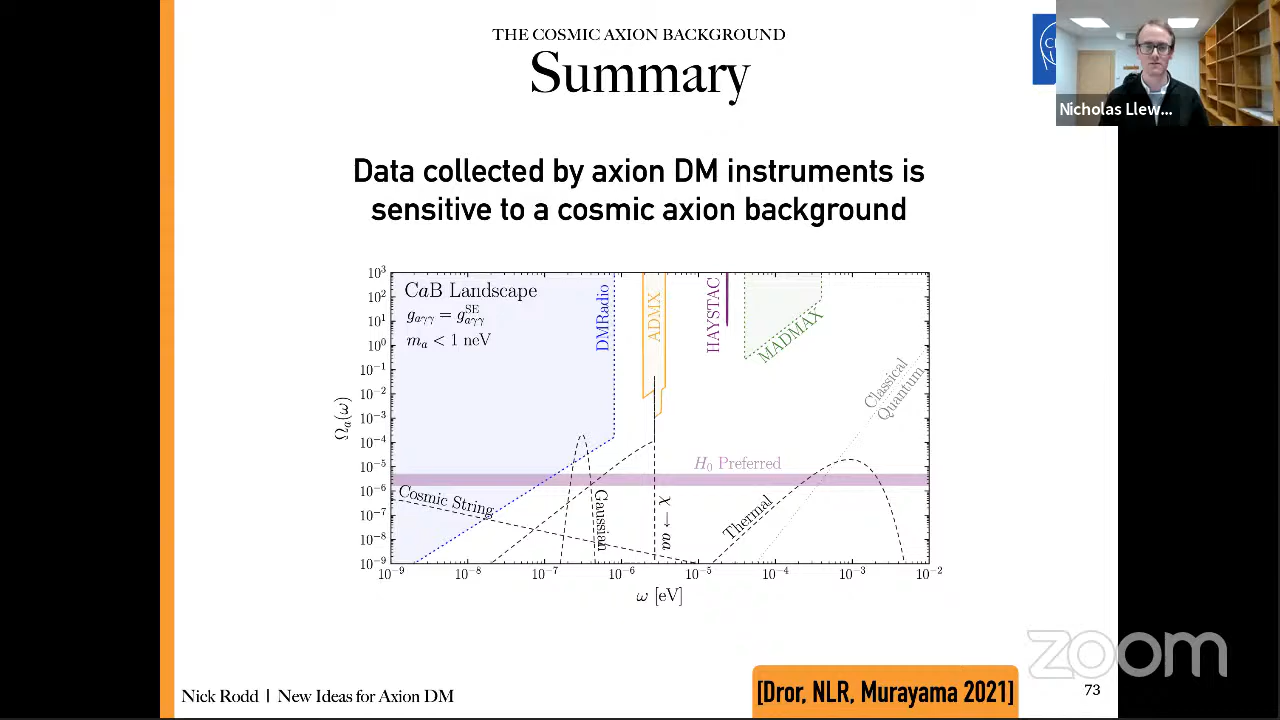 THE COSMIC AXION BACKGROUND
Summary
Nicholas Llew...
Data collected by axion DM instruments is
sensitive to a cosmic axion background
CaB Landscape
g_{aγγ} = g_{aγγ}^{SE}
m_a < 1 neV
DMRadio
ADMX
HAYSTAC
MADMAX
Classical
Quantum
H_0 Preferred
Cosmic String
Gaussian
χ → aa
Thermal
Ω_a(ω)
10^3
10^2
10^1
10^0
10^{-1}
10^{-2}
10^{-3}
10^{-4}
10^{-5}
10^{-6}
10^{-7}
10^{-8}
10^{-9}
10^{-9} 10^{-8} 10^{-7} 10^{-6} 10^{-5} 10^{-4} 10^{-3} 10^{-2}
ω [eV]
zoom
Nick Rodd | New Ideas for Axion DM
[Dror, NLR, Murayama 2021]
73